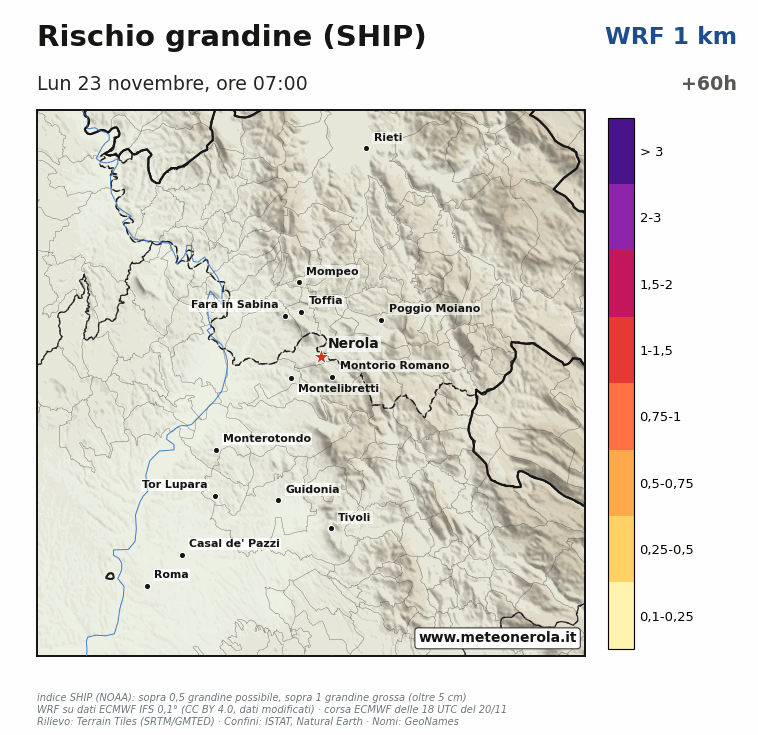 Rischio grandine (SHIP)
WRF 1 km
Lun 23 novembre, ore 07:00
+60h
Rieti
> 3
2-3
Mompeo
1,5-2
Toffia
Fara in Sabina
Poggio Moiano
Nerola
1-1,5
Montorio Romano
Montelibretti
0,75-1
Monterotondo
Tor Lupara
0,5-0,75
Guidonia
Tivoli
Casal de' Pazzi
0,25-0,5
Roma
0,1-0,25
www.meteonerola.it
indice SHIP (NOAA): sopra 0,5 grandine possibile, sopra 1 grandine grossa (oltre 5 cm)
WRF su dati ECMWF IFS 0,1° (CC BY 4.0, dati modificati) · corsa ECMWF delle 18 UTC del 20/11
Rilievo: Terrain Tiles (SRTM/GMTED) · Confini: ISTAT, Natural Earth · Nomi: GeoNames